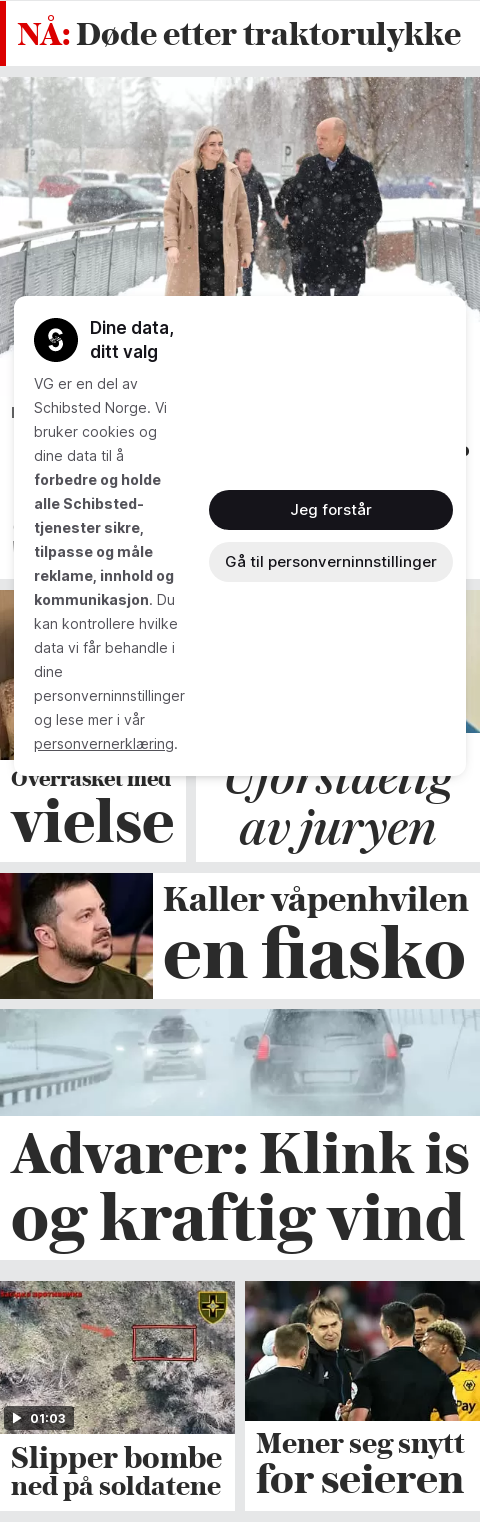 NÅ: Døde etter traktorulykke
Dine data,
ditt valg
VG er en del av
Schibsted Norge. Vi
bruker cookies og
dine data til å
forbedre og holde
alle Schibsted-
tjenester sikre,
tilpasse og måle
reklame, innhold og
kommunikasjon. Du
kan kontrollere hvilke
data vi får behandle i
dine
personverninnstillinger
og lese mer i vår
personvernerklæring.
Jeg forstår
Gå til personverninnstillinger
Overrasket med
vielse
Uforståelig
av juryen
Kaller våpenhvilen
en fiasko
Advarer: Klink is
og kraftig vind
01:03
Slipper bombe
ned på soldatene
Pay
Mener seg snytt
for seieren